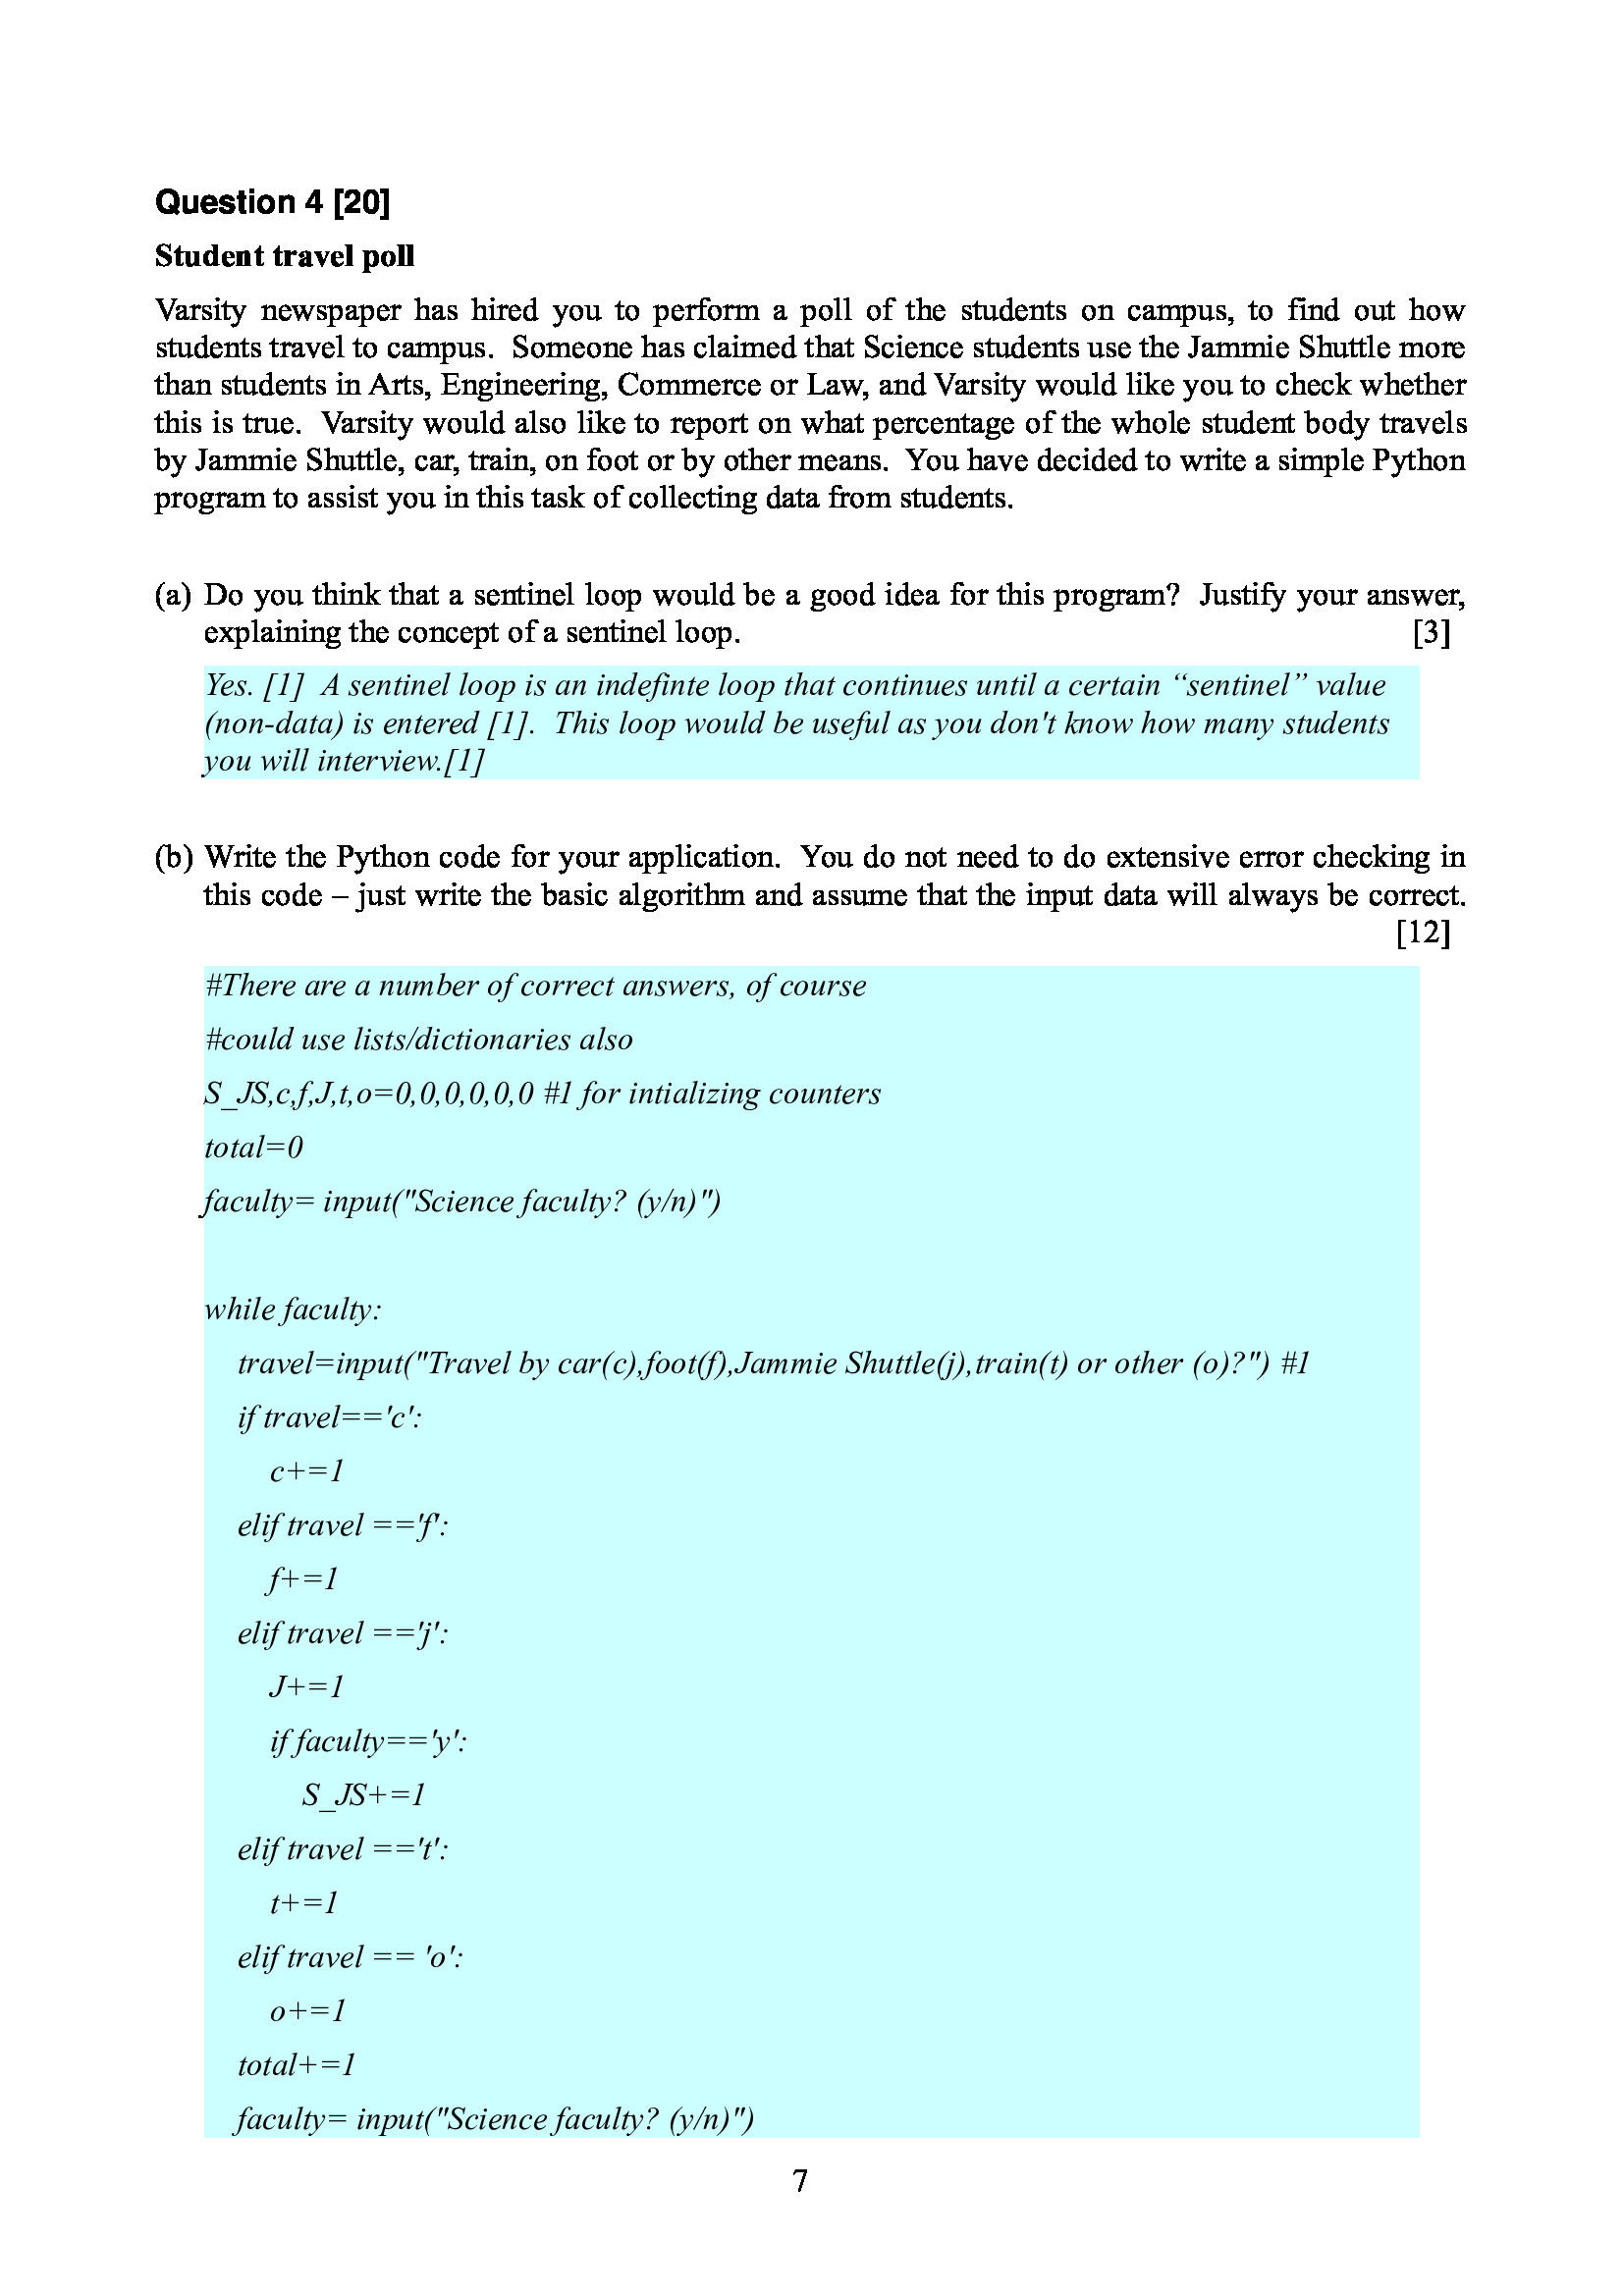 Question 4 [20]
Student travel poll
Varsity newspaper has hired you to perform a poll of the students on campus, to find out how
students travel to campus.  Someone has claimed that Science students use the Jammie Shuttle more
than students in Arts, Engineering, Commerce or Law, and Varsity would like you to check whether
this is true.  Varsity would also like to report on what percentage of the whole student body travels
by Jammie Shuttle, car, train, on foot or by other means.  You have decided to write a simple Python
program to assist you in this task of collecting data from students.
(a) Do you think that a sentinel loop would be a good idea for this program?  Justify your answer,
explaining the concept of a sentinel loop. [3]
Yes. [1]  A sentinel loop is an indefinte loop that continues until a certain “sentinel” value
(non-data) is entered [1].  This loop would be useful as you don't know how many students
you will interview.[1]
(b) Write the Python code for your application.  You do not need to do extensive error checking in
this code – just write the basic algorithm and assume that the input data will always be correct.
[12]
#There are a number of correct answers, of course
#could use lists/dictionaries also
S_JS,c,f,J,t,o=0,0,0,0,0,0 #1 for intializing counters
total=0
faculty= input("Science faculty? (y/n)")
while faculty:
travel=input("Travel by car(c),foot(f),Jammie Shuttle(j),train(t) or other (o)?") #1
if travel=='c':
c+=1
elif travel =='f':
f+=1
elif travel =='j':
J+=1
if faculty=='y':
S_JS+=1
elif travel =='t':
t+=1
elif travel == 'o':
o+=1
total+=1
faculty= input("Science faculty? (y/n)")
7